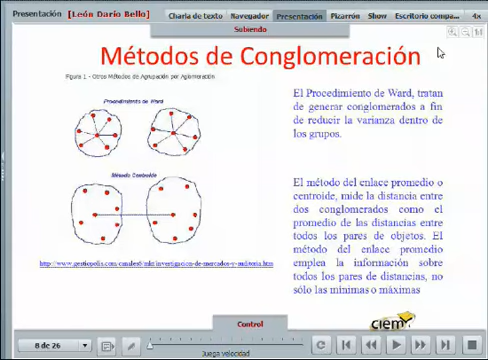 Presentación [León Darío Bello]
Charla de texto Navegador Presentación Pizarrón Show Escritorio compa... 4x
Subiendo
Métodos de Conglomeración
Figura 1 - Otros Métodos de Agrupación por Aglomeración
Procedimiento de Ward
El Procedimiento de Ward, tratan
de generar conglomerados a fin
de reducir la varianza dentro de
los grupos.
Método Centroide
El método del enlace promedio o
centroide, mide la distancia entre
dos conglomerados como el
promedio de las distancias entre
todos los pares de objetos. El
método del enlace promedio
emplea la información sobre
todos los pares de distancias, no
sólo las mínimas o máximas
Control
8 de 26
Juega velocidad